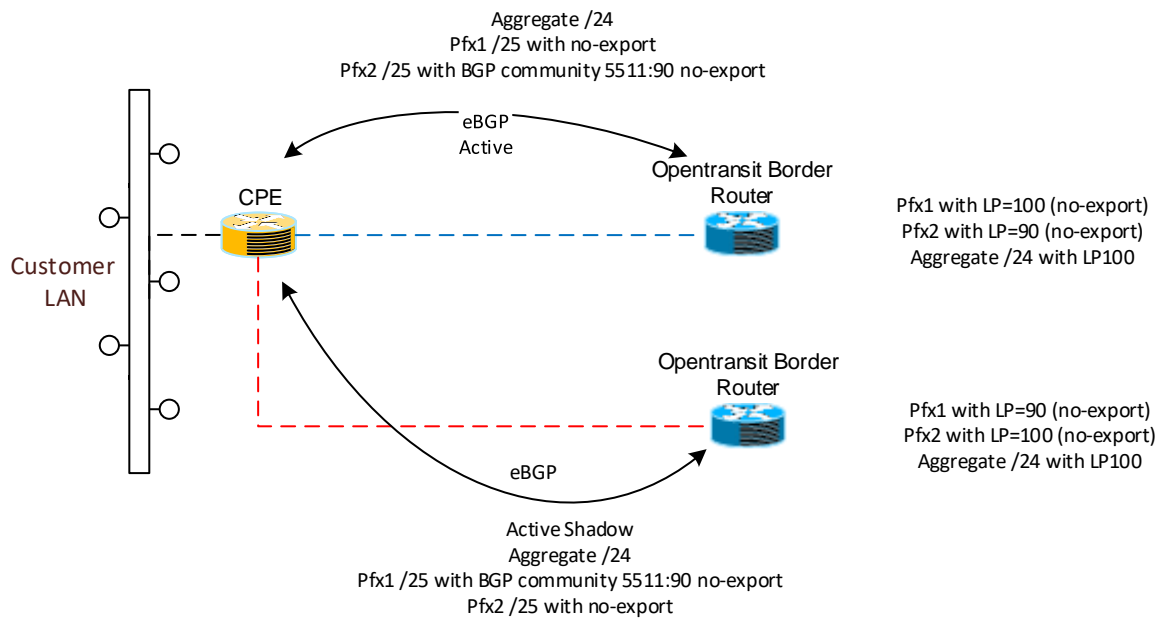 Aggregate /24
Pfx1 /25 with no-export
Pfx2 /25 with BGP community 5511:90 no-export
eBGP
Active
CPE
Opentransit Border
Router
Pfx1 with LP=100 (no-export)
Pfx2 with LP=90 (no-export)
Aggregate /24 with LP100
Customer
LAN
Opentransit Border
Router
Pfx1 with LP=90 (no-export)
Pfx2 with LP=100 (no-export)
Aggregate /24 with LP100
eBGP
Active Shadow
Aggregate /24
Pfx1 /25 with BGP community 5511:90 no-export
Pfx2 /25 with no-export